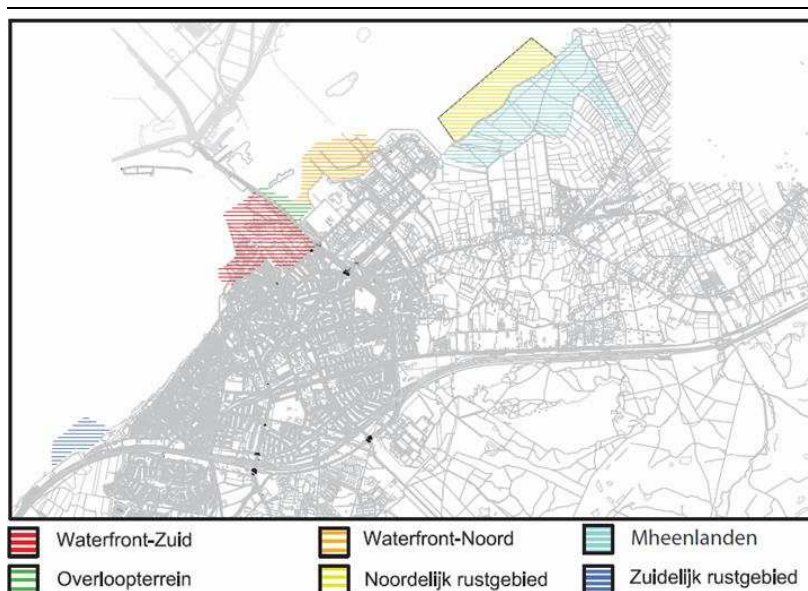 Waterfront-Zuid Waterfront-Noord Mheenlanden
Overloopterrein Noordelijk rustgebied Zuidelijk rustgebied